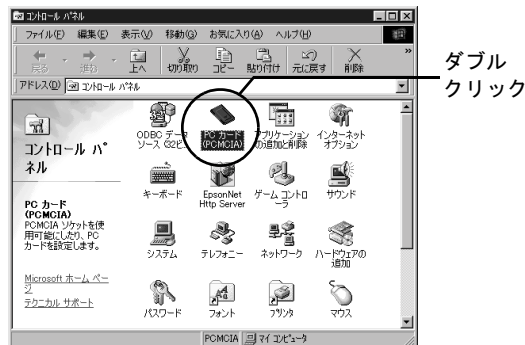 コントロール パネル
ファイル(F) 編集(E) 表示(V) 移動(G) お気に入り(A) ヘルプ(H)
戻る 進む 上へ 切り取り コピー 貼り付け 元に戻す 削除 »
アドレス(D) コントロール パネル
ダブル
クリック
コントロール パ
ネル
PC カード
(PCMCIA)
PCMCIA ソケットを使
用可能にしたり、PC
カードを設定します。
Microsoft ホーム ペー
ジ
テクニカル サポート
ODBC データ
ソース (32ビ...
PC カード
(PCMCIA)
アプリケーション
の追加と削除
インターネット
オプション
キーボード
EpsonNet
Http Server
ゲーム コントロ
ーラ
サウンド
システム
テレフォニー
ネットワーク
ハードウェアの
追加
パスワード
フォント
プリンタ
マウス
PCMCIA マイ コンピュータ